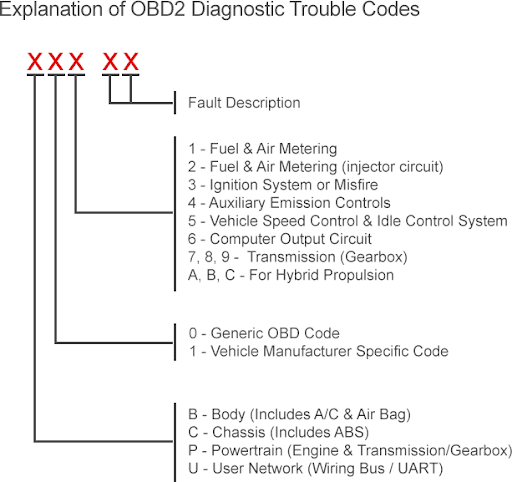 Explanation of OBD2 Diagnostic Trouble Codes
X X X X X
Fault Description
1 - Fuel & Air Metering
2 - Fuel & Air Metering (injector circuit)
3 - Ignition System or Misfire
4 - Auxiliary Emission Controls
5 - Vehicle Speed Control & Idle Control System
6 - Computer Output Circuit
7, 8, 9 - Transmission (Gearbox)
A, B, C - For Hybrid Propulsion
0 - Generic OBD Code
1 - Vehicle Manufacturer Specific Code
B - Body (Includes A/C & Air Bag)
C - Chassis (Includes ABS)
P - Powertrain (Engine & Transmission/Gearbox)
U - User Network (Wiring Bus / UART)